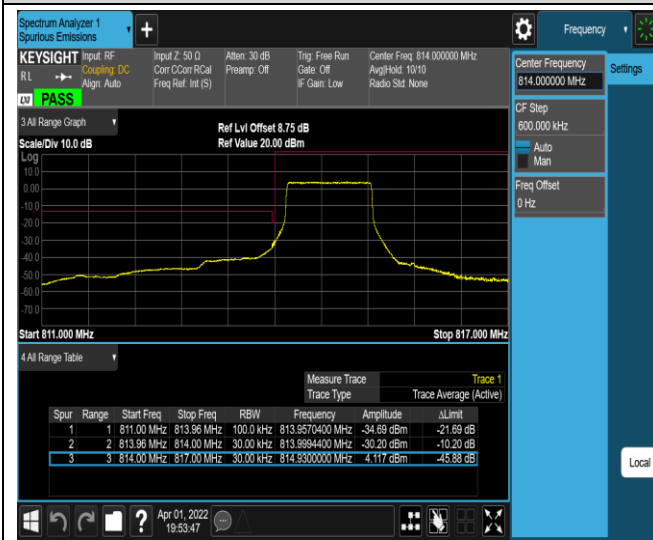 Spectrum Analyzer 1
Spurious Emissions
+
Frequency
KEYSIGHT Input: RF Input Z: 50 Ω Atten: 30 dB Trig: Free Run Center Freq: 814.000000 MHz
RL Coupling: DC Corr CCorr RCal Preamp: Off Gate: Off Avg|Hold: 10/10
Align: Auto Freq Ref: Int (S) IF Gain: Low Radio Std: None
LXI PASS
Center Frequency
814.000000 MHz
Settings
CF Step
600.000 kHz
Auto
Man
Freq Offset
0 Hz
3 All Range Graph
Ref Lvl Offset 8.75 dB
Scale/Div 10.0 dB Ref Value 20.00 dBm
Log
10.0
0.00
-10.0
-20.0
-30.0
-40.0
-50.0
-60.0
-70.0
Start 811.000 MHz Stop 817.000 MHz
4 All Range Table
Measure Trace Trace 1
Trace Type Trace Average (Active)
Spur Range Start Freq Stop Freq RBW Frequency Amplitude ΔLimit
1 1 811.00 MHz 813.96 MHz 100.0 kHz 813.9570400 MHz -34.69 dBm -21.69 dB
2 2 813.96 MHz 814.00 MHz 30.00 kHz 813.9994400 MHz -30.20 dBm -10.20 dB
3 3 814.00 MHz 817.00 MHz 30.00 kHz 814.9300000 MHz 4.117 dBm -45.88 dB
Local
? Apr 01, 2022
19:53:47